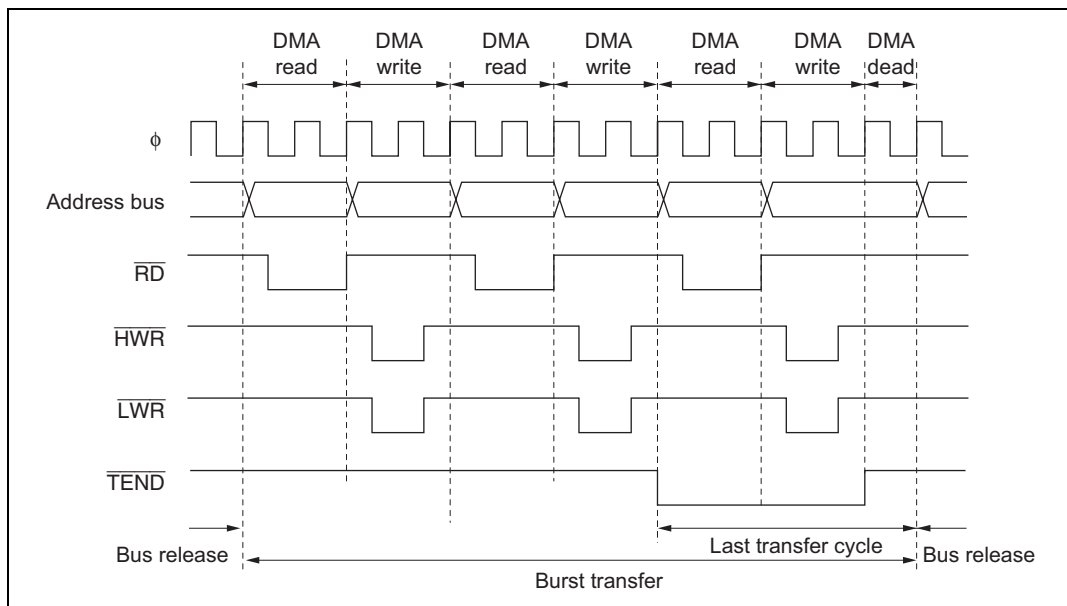 DMA read
DMA write
DMA read
DMA write
DMA read
DMA write
DMA dead
ϕ
Address bus
RD
HWR
LWR
TEND
Bus release
Last transfer cycle
Bus release
Burst transfer